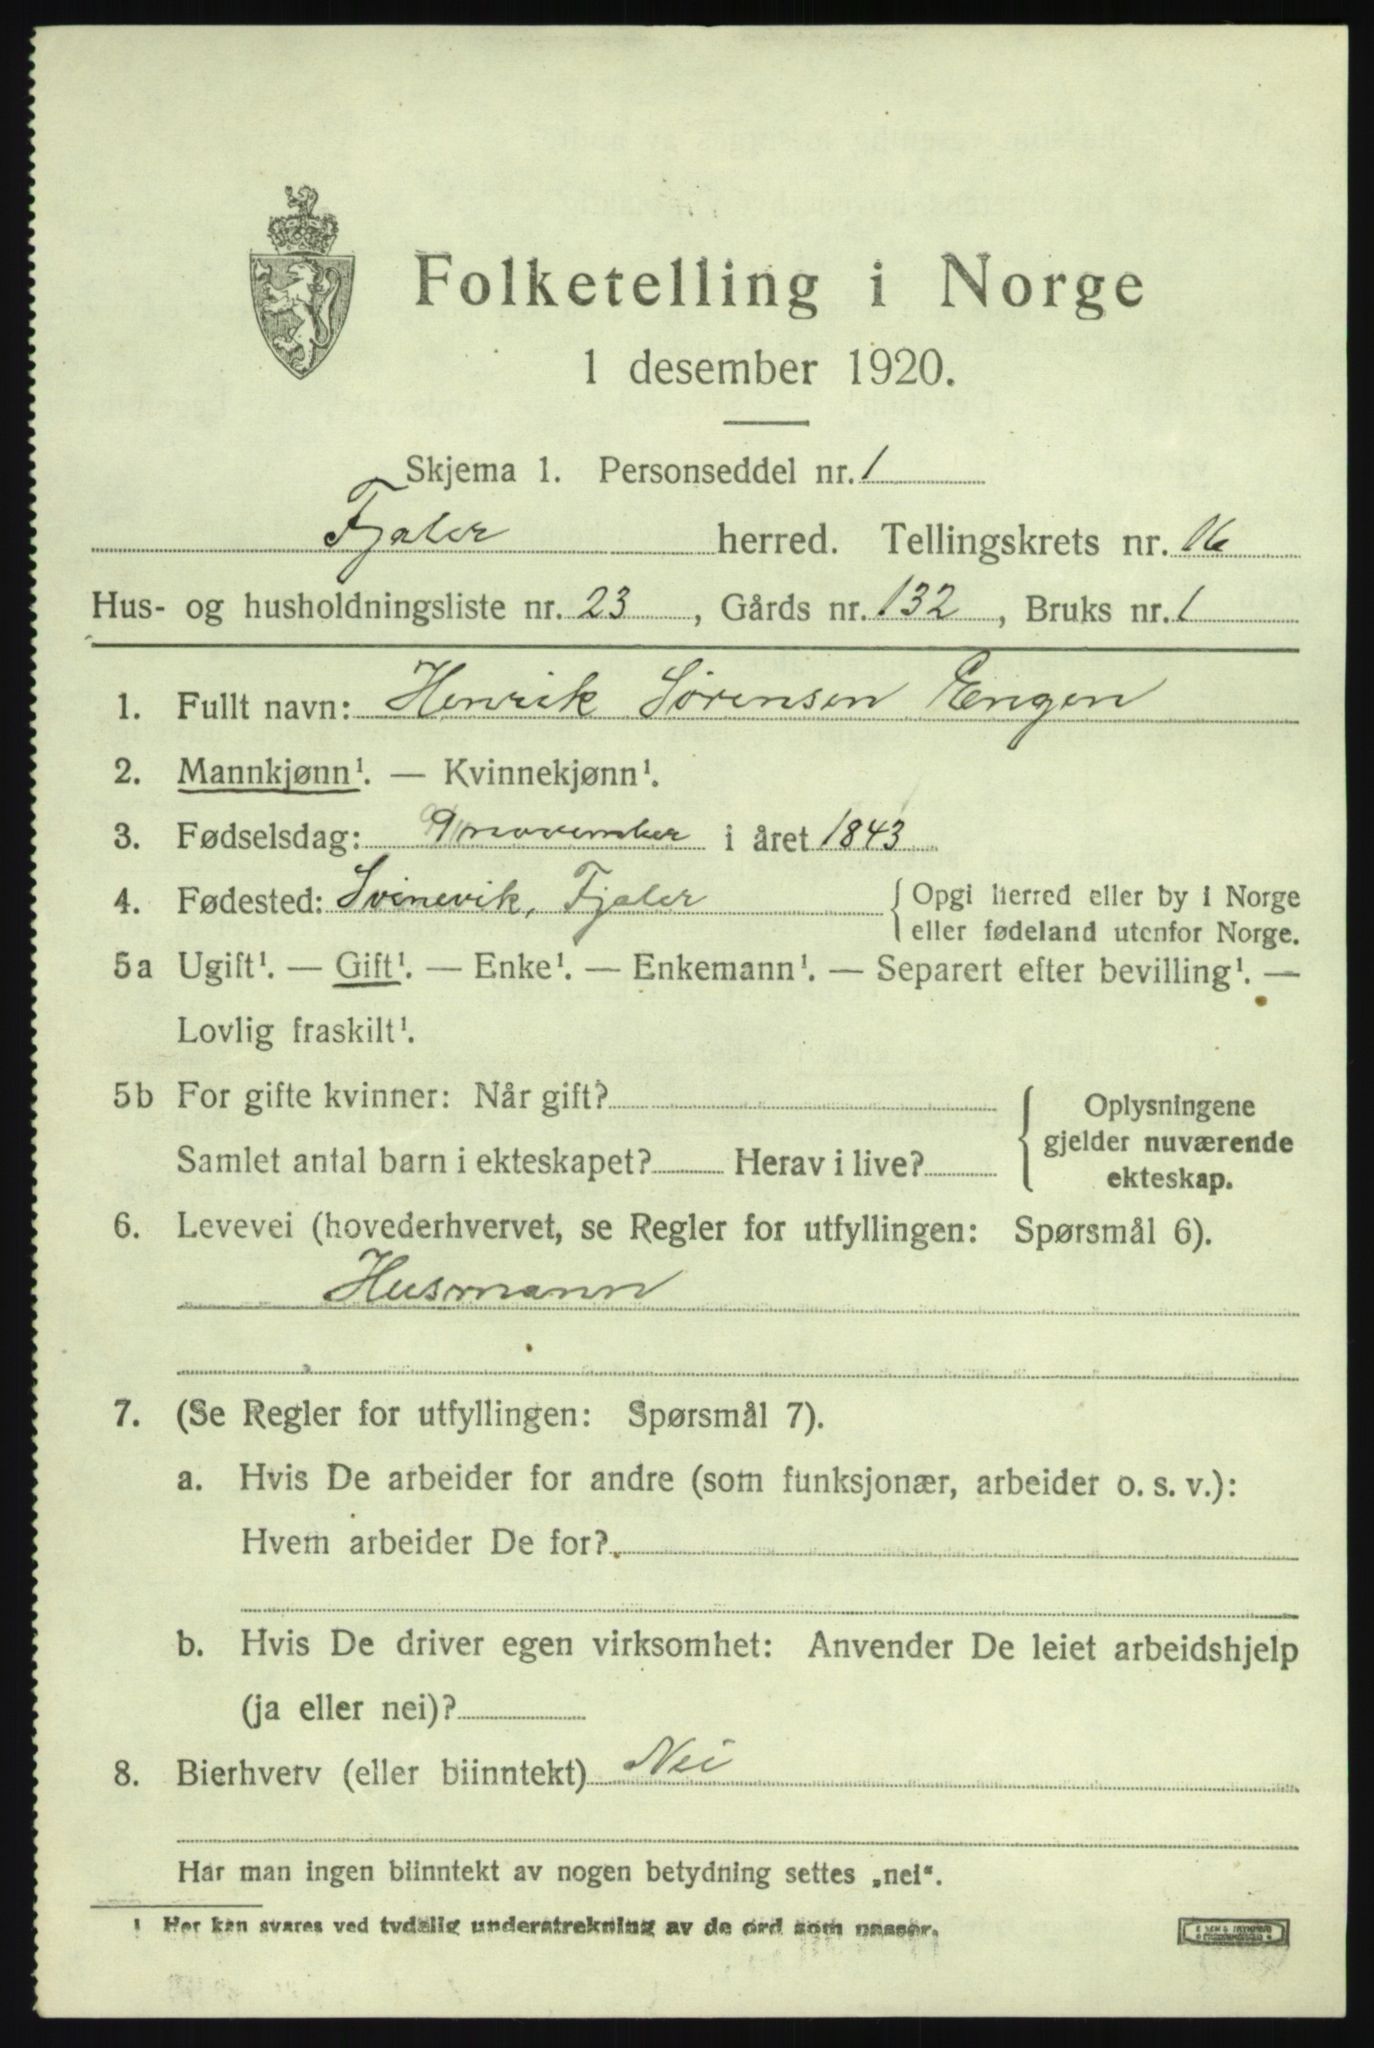 Folketelling i Norge
1 desember 1920.
Skjema 1. Personseddel nr. 1
Fjaler herred. Tellingskrets nr. 16
Hus- og husholdningsliste nr. 23, Gårds nr. 132, Bruks nr. 1
1. Fullt navn: Henrik Sørensen Engen
2. Mannkjønn¹. — Kvinnekjønn¹.
3. Fødselsdag: 9 november i året 1843
4. Fødested: Svinevik, Fjaler { Opgi herred eller by i Norge
eller fødeland utenfor Norge.
5a Ugift¹. — Gift¹. — Enke¹. — Enkemann¹. — Separert efter bevilling¹. —
Lovlig fraskilt¹.
5b For gifte kvinner: Når gift?
Samlet antal barn i ekteskapet? Herav i live?
{ Oplysningene
gjelder nuværende
ekteskap.
6. Levevei (hovederhvervet, se Regler for utfyllingen: Spørsmål 6).
Husmann
7. (Se Regler for utfyllingen: Spørsmål 7).
a. Hvis De arbeider for andre (som funksjonær, arbeider o. s. v.):
Hvem arbeider De for?
b. Hvis De driver egen virksomhet: Anvender De leiet arbeidshjelp
(ja eller nei)?
8. Bierhverv (eller biinntekt) Nei
Har man ingen biinntekt av nogen betydning settes „nei“.
1 Her kan svares ved tydelig understrekning av de ord som passer.